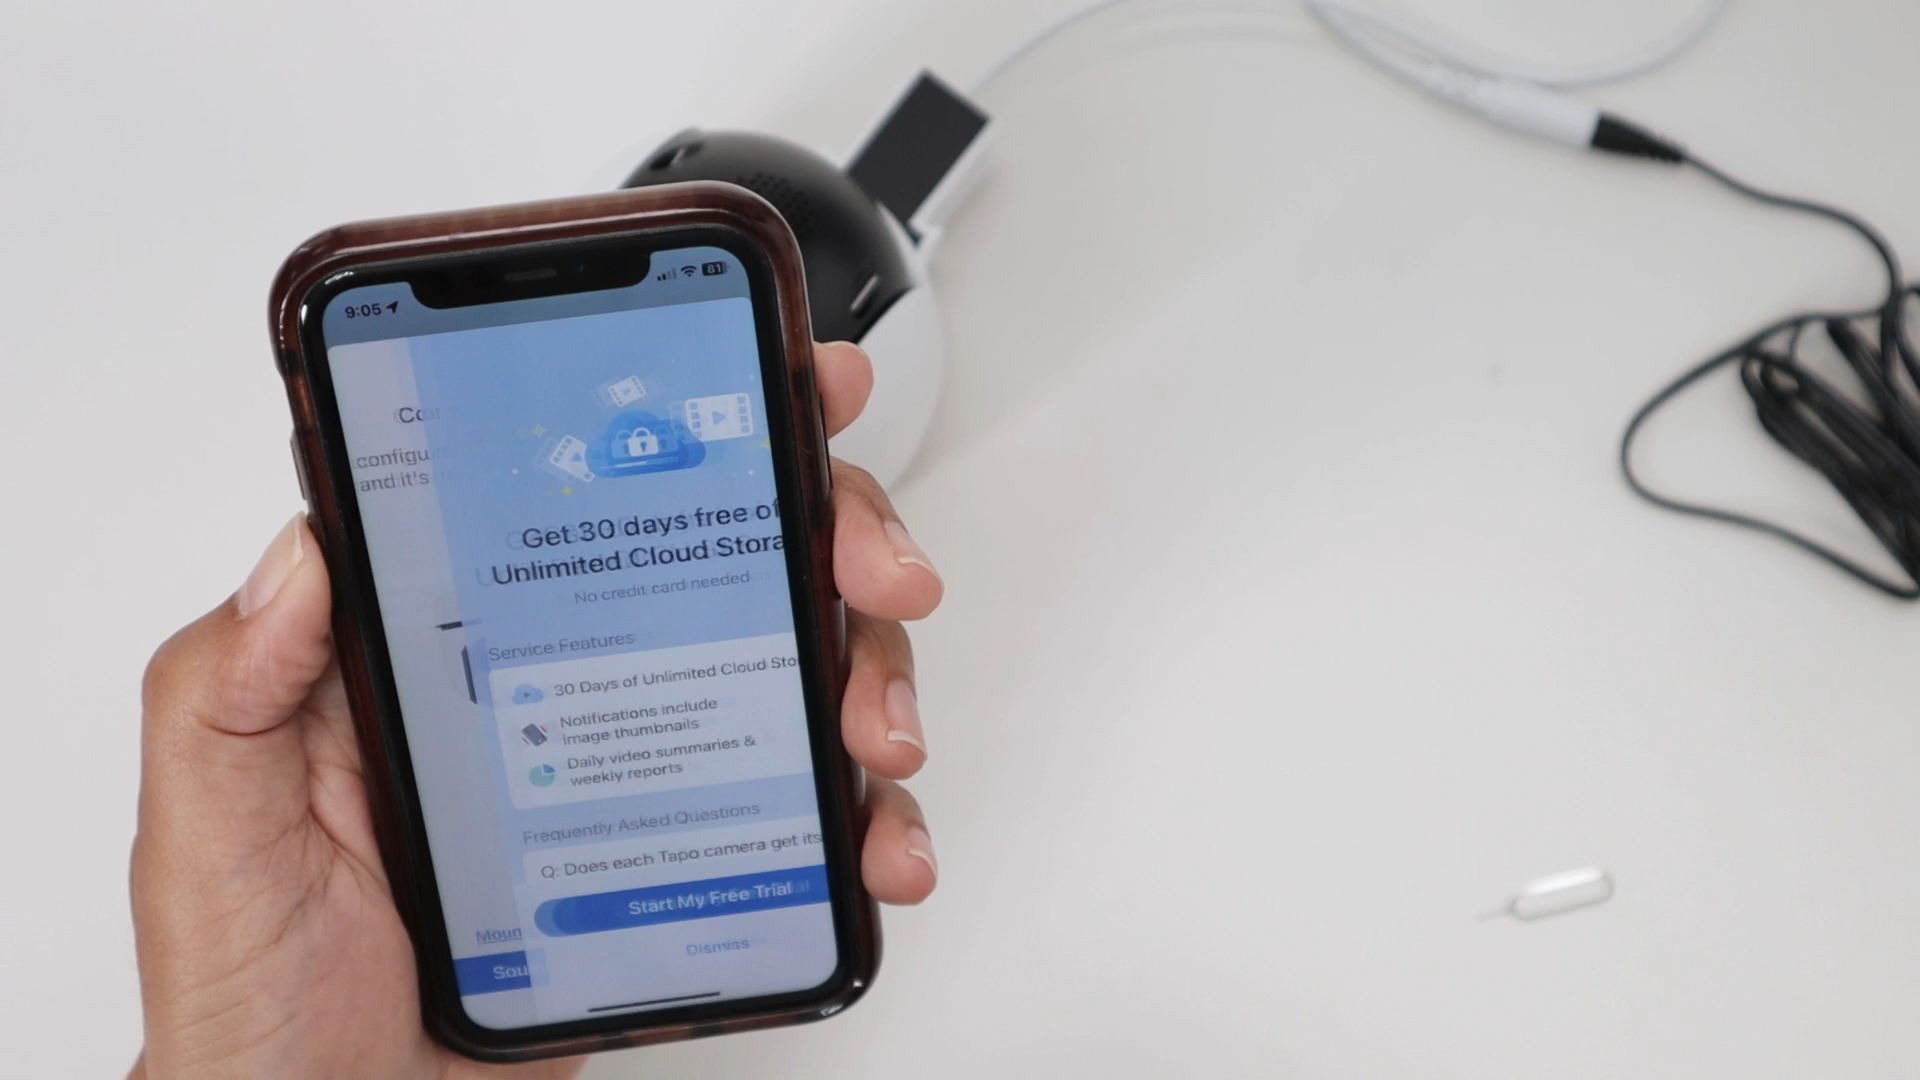 9:05
81
Co
configu
and it's
Get 30 days free of
Unlimited Cloud Stora
No credit card needed
Service Features
30 Days of Unlimited Cloud Sto
Notifications include
image thumbnails
Daily video summaries &
weekly reports
Frequently Asked Questions
Q: Does each Tapo camera get its
Start My Free Trial
Dismiss
Moun
Sou